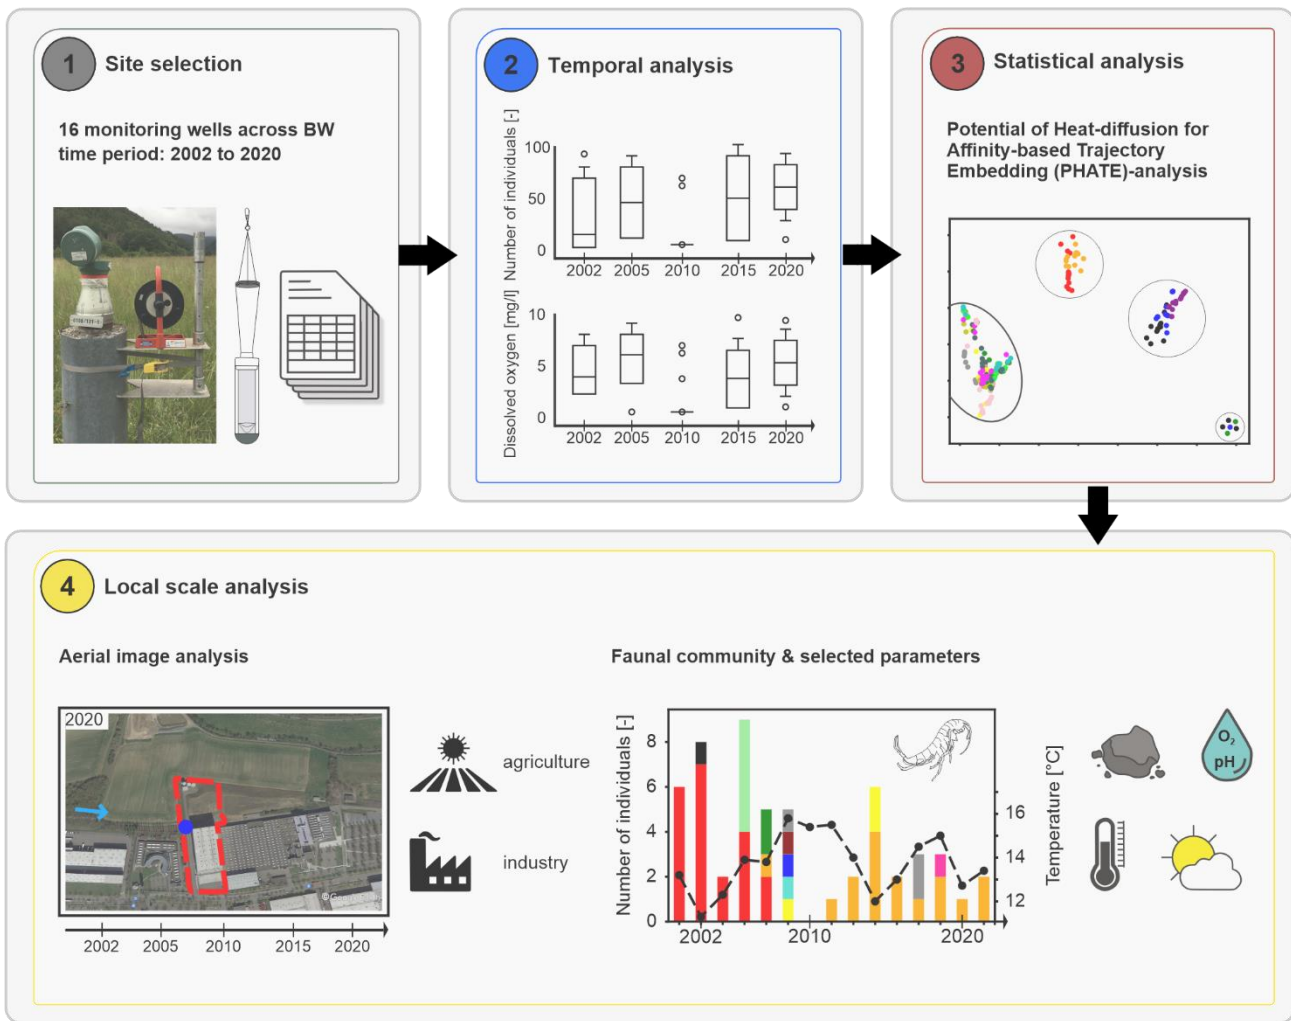 1 Site selection
16 monitoring wells across BW
time period: 2002 to 2020
2 Temporal analysis
Number of individuals [-]
100
50
0
2002 2005 2010 2015 2020
Dissolved oxygen [mg/l]
10
5
0
2002 2005 2010 2015 2020
3 Statistical analysis
Potential of Heat-diffusion for
Affinity-based Trajectory
Embedding (PHATE)-analysis
4 Local scale analysis
Aerial image analysis
2020
2002 2005 2010 2015 2020
agriculture
industry
Faunal community & selected parameters
Number of individuals [-]
8
6
4
2
0
2002 2010 2020
16
14
12
Temperature [°C]
O2
pH